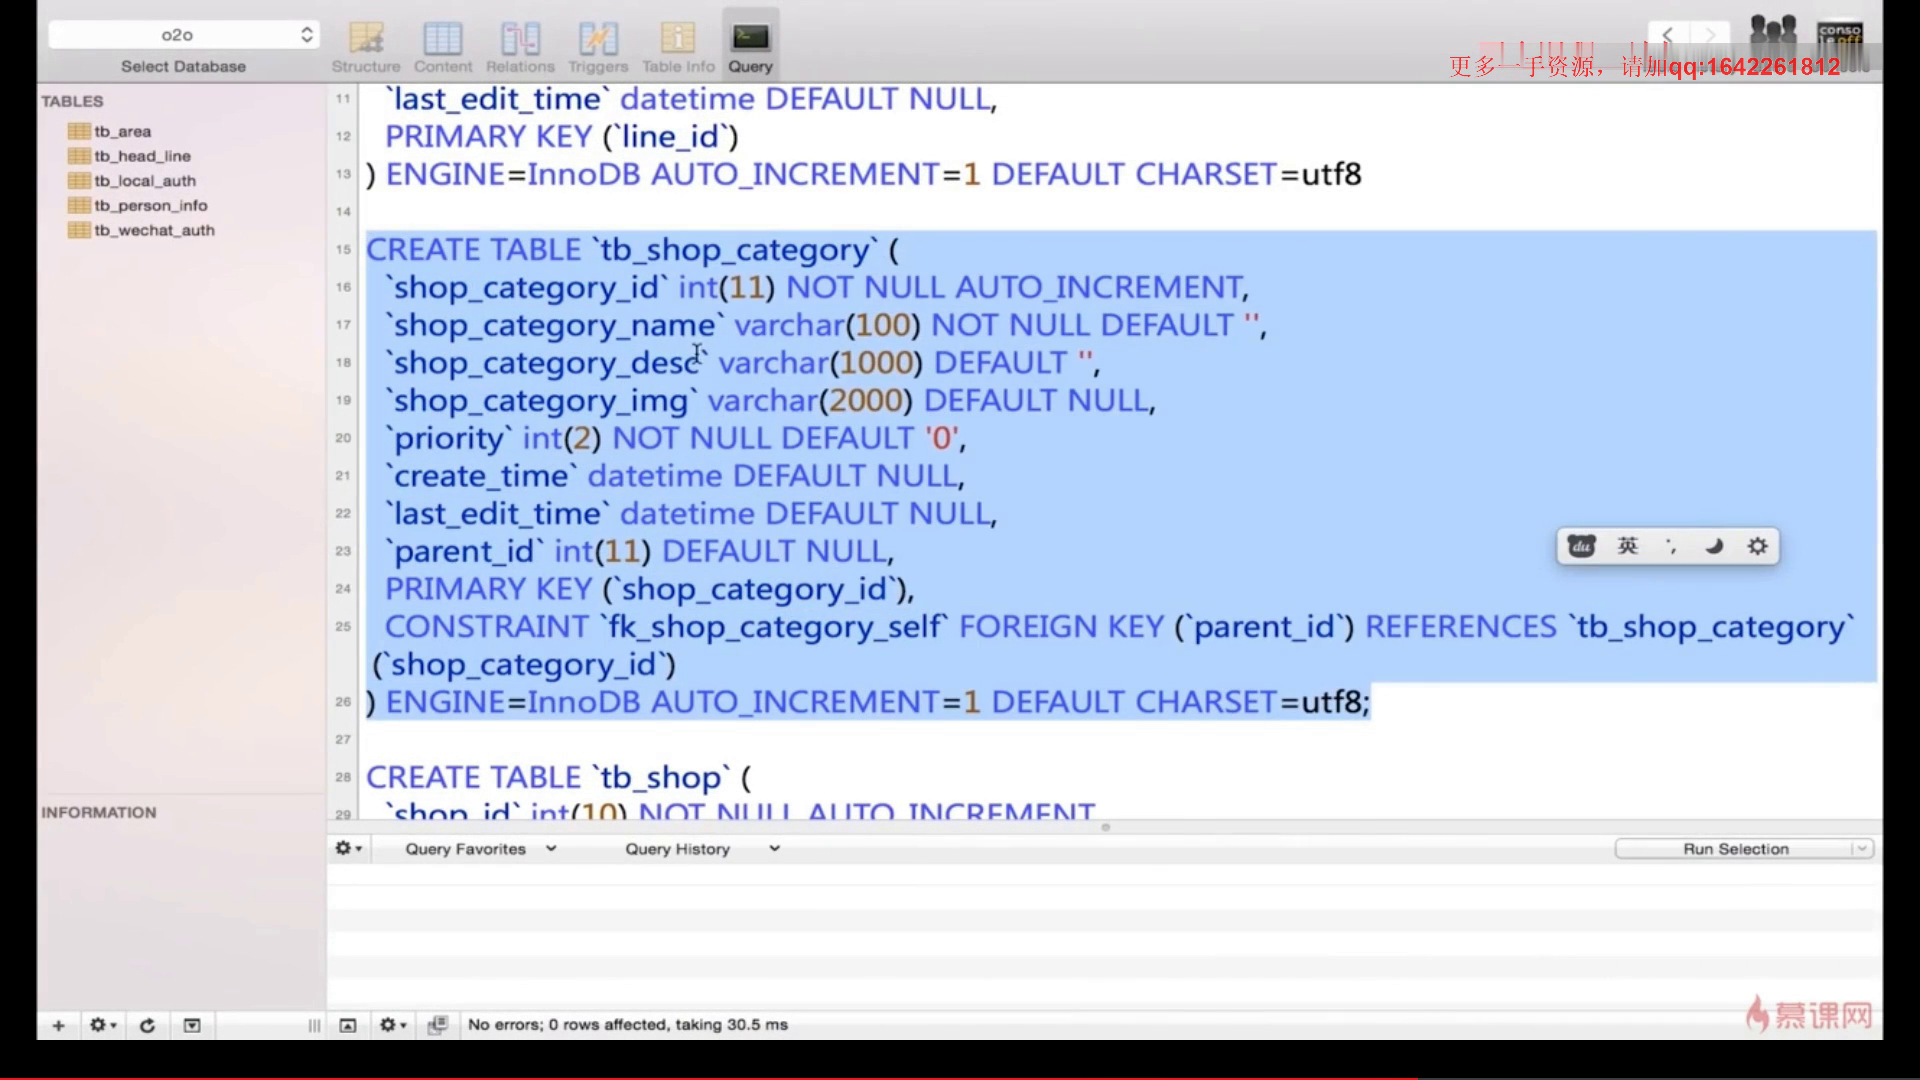 o2o
Select Database
Structure
Content
Relations
Triggers
Table Info
Query
conso
le off
更多一手资源，请加qq:1642261812
TABLES
tb_area
tb_head_line
tb_local_auth
tb_person_info
tb_wechat_auth
INFORMATION
11 `last_edit_time` datetime DEFAULT NULL,
12 PRIMARY KEY (`line_id`)
13 ) ENGINE=InnoDB AUTO_INCREMENT=1 DEFAULT CHARSET=utf8
14
15 CREATE TABLE `tb_shop_category` (
16 `shop_category_id` int(11) NOT NULL AUTO_INCREMENT,
17 `shop_category_name` varchar(100) NOT NULL DEFAULT '',
18 `shop_category_desc` varchar(1000) DEFAULT '',
19 `shop_category_img` varchar(2000) DEFAULT NULL,
20 `priority` int(2) NOT NULL DEFAULT '0',
21 `create_time` datetime DEFAULT NULL,
22 `last_edit_time` datetime DEFAULT NULL,
23 `parent_id` int(11) DEFAULT NULL,
24 PRIMARY KEY (`shop_category_id`),
25 CONSTRAINT `fk_shop_category_self` FOREIGN KEY (`parent_id`) REFERENCES `tb_shop_category`
(`shop_category_id`)
26 ) ENGINE=InnoDB AUTO_INCREMENT=1 DEFAULT CHARSET=utf8;
27
28 CREATE TABLE `tb_shop` (
29 `shop_id` int(10) NOT NULL AUTO_INCREMENT
du 英
Query Favorites
Query History
Run Selection
No errors; 0 rows affected, taking 30.5 ms
慕课网